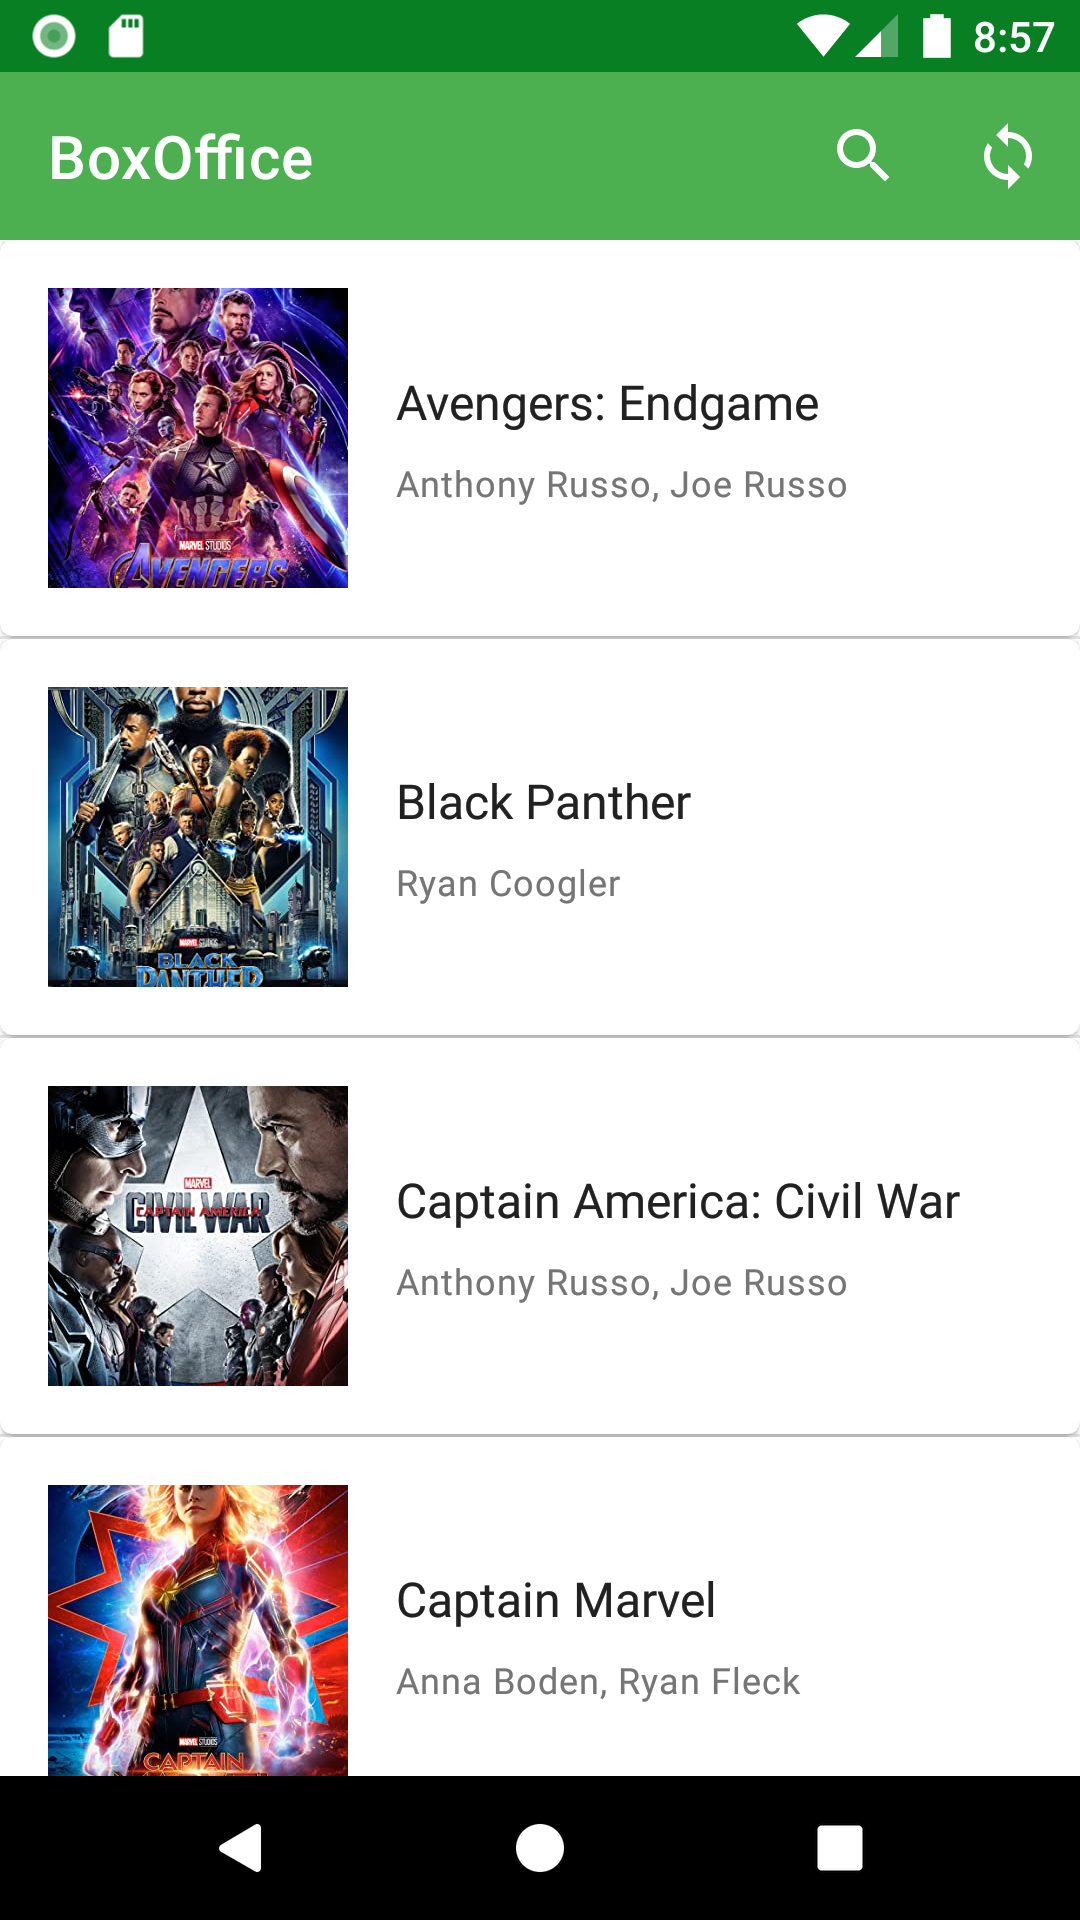 8:57
BoxOffice
MARVEL STUDIOS
AVENGERS
Avengers: Endgame
Anthony Russo, Joe Russo
MARVEL STUDIOS
BLACK
PANTHER
Black Panther
Ryan Coogler
MARVEL
CAPTAIN AMERICA
CIVIL WAR
Captain America: Civil War
Anthony Russo, Joe Russo
MARVEL STUDIOS
CAPTAIN
Captain Marvel
Anna Boden, Ryan Fleck